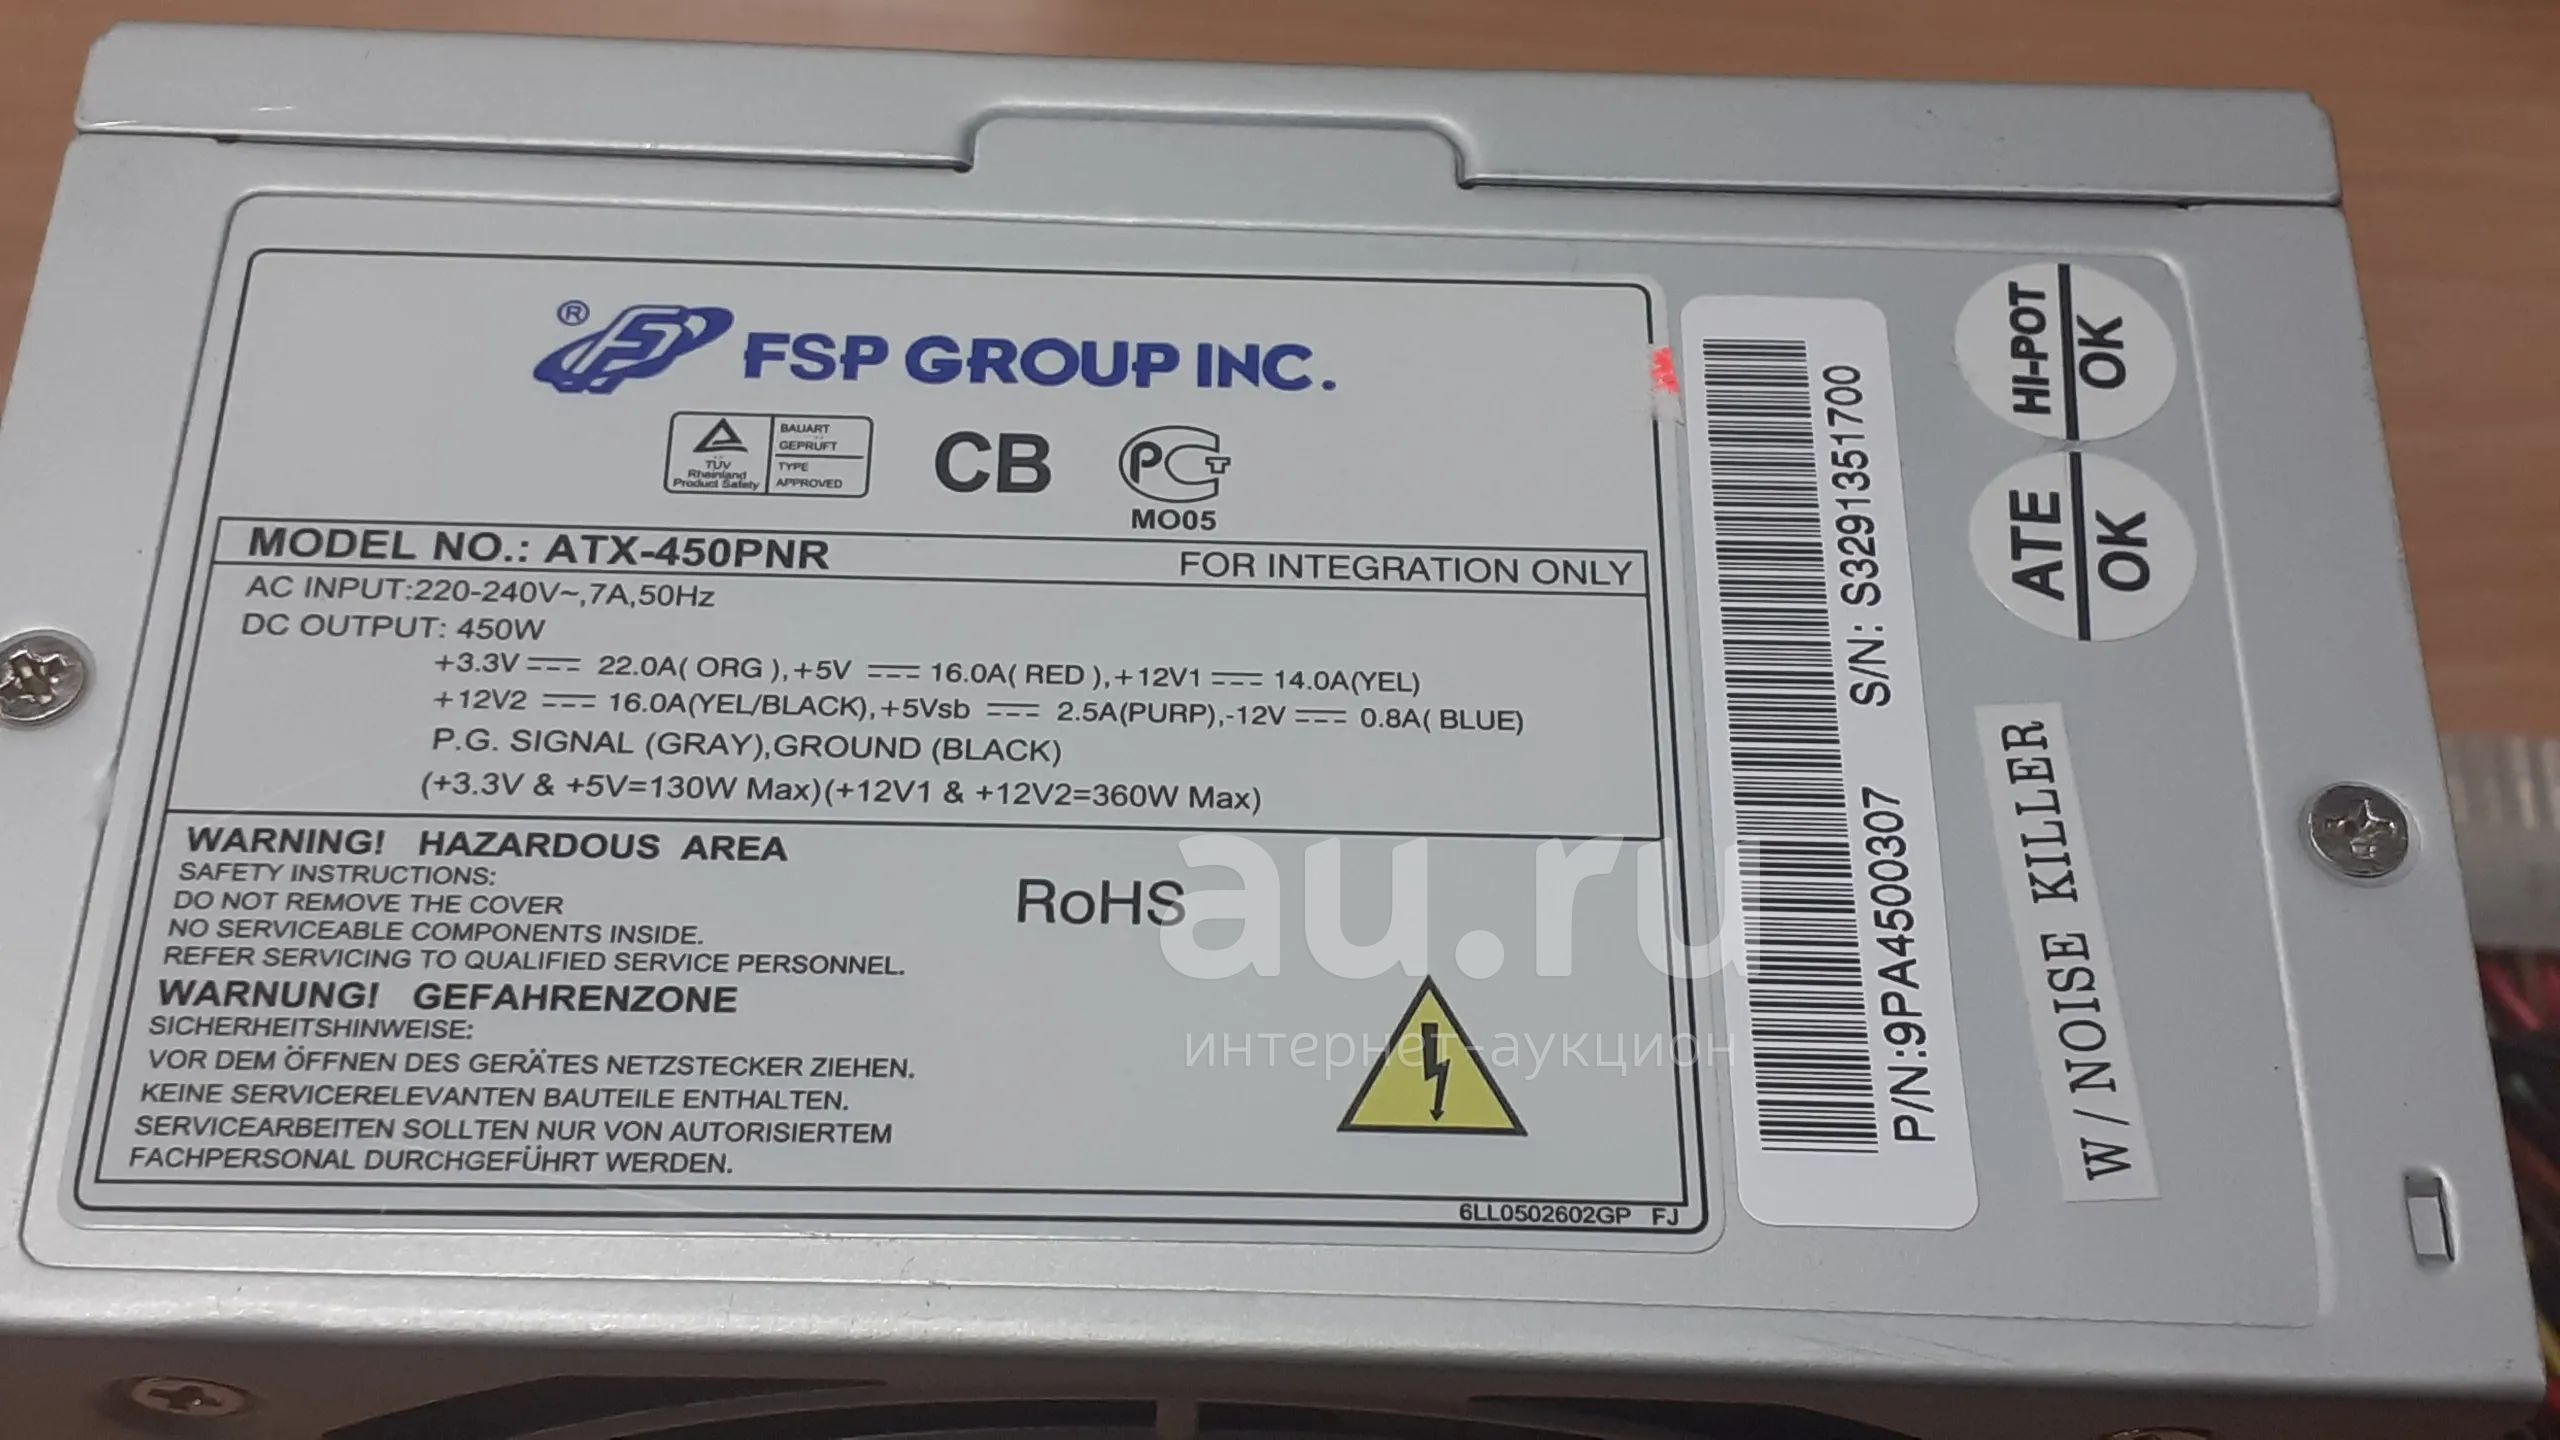 ® FSP GROUP INC.
TÜV
Rheinland
Product Safety
BAUART
GEPRÜFT
TYPE
APPROVED
CB
PCT
MO05
MODEL NO.: ATX-450PNR FOR INTEGRATION ONLY
AC INPUT:220-240V~,7A,50Hz
DC OUTPUT: 450W
+3.3V ⎓ 22.0A( ORG ),+5V ⎓ 16.0A( RED ),+12V1 ⎓ 14.0A(YEL)
+12V2 ⎓ 16.0A(YEL/BLACK),+5Vsb ⎓ 2.5A(PURP),-12V ⎓ 0.8A( BLUE)
P.G. SIGNAL (GRAY),GROUND (BLACK)
(+3.3V & +5V=130W Max)(+12V1 & +12V2=360W Max)
WARNING! HAZARDOUS AREA
SAFETY INSTRUCTIONS:
DO NOT REMOVE THE COVER
NO SERVICEABLE COMPONENTS INSIDE.
REFER SERVICING TO QUALIFIED SERVICE PERSONNEL.
WARNUNG! GEFAHRENZONE
SICHERHEITSHINWEISE:
VOR DEM ÖFFNEN DES GERÄTES NETZSTECKER ZIEHEN.
KEINE SERVICERELEVANTEN BAUTEILE ENTHALTEN.
SERVICEARBEITEN SOLLTEN NUR VON AUTORISIERTEM
FACHPERSONAL DURCHGEFÜHRT WERDEN.
RoHS
6LL0502602GP FJ
P/N:9PA4500307 S/N: S3291351700
HI-POT
OK
ATE
OK
W/NOISE KILLER
au.ru
интернет-аукцион